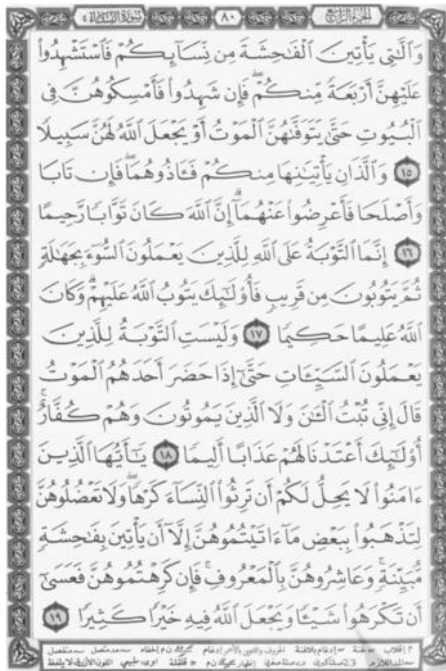 الجزء الرابع ٨٠ سورة النساء
وَٱلَّٰتِي يَأۡتِينَ ٱلۡفَٰحِشَةَ مِن نِّسَآئِكُمۡ فَٱسۡتَشۡهِدُواْ
عَلَيۡهِنَّ أَرۡبَعَةٗ مِّنكُمۡۖ فَإِن شَهِدُواْ فَأَمۡسِكُوهُنَّ فِي
ٱلۡبُيُوتِ حَتَّىٰ يَتَوَفَّىٰهُنَّ ٱلۡمَوۡتُ أَوۡ يَجۡعَلَ ٱللَّهُ لَهُنَّ سَبِيلٗا
١٥ وَٱلَّذَانِ يَأۡتِيَٰنِهَا مِنكُمۡ فَـَٔاذُوهُمَاۖ فَإِن تَابَا
وَأَصۡلَحَا فَأَعۡرِضُواْ عَنۡهُمَآۗ إِنَّ ٱللَّهَ كَانَ تَوَّابٗا رَّحِيمًا
١٦ إِنَّمَا ٱلتَّوۡبَةُ عَلَى ٱللَّهِ لِلَّذِينَ يَعۡمَلُونَ ٱلسُّوٓءَ بِجَهَٰلَةٖ
ثُمَّ يَتُوبُونَ مِن قَرِيبٖ فَأُوْلَٰٓئِكَ يَتُوبُ ٱللَّهُ عَلَيۡهِمۡۗ وَكَانَ
ٱللَّهُ عَلِيمًا حَكِيمٗا ١٧ وَلَيۡسَتِ ٱلتَّوۡبَةُ لِلَّذِينَ
يَعۡمَلُونَ ٱلسَّيِّـَٔاتِ حَتَّىٰٓ إِذَا حَضَرَ أَحَدَهُمُ ٱلۡمَوۡتُ
قَالَ إِنِّي تُبۡتُ ٱلۡـَٰٔنَ وَلَا ٱلَّذِينَ يَمُوتُونَ وَهُمۡ كُفَّارٌۚ
أُوْلَٰٓئِكَ أَعۡتَدۡنَا لَهُمۡ عَذَابًا أَلِيمٗا ١٨ يَٰٓأَيُّهَا ٱلَّذِينَ
ءَامَنُواْ لَا يَحِلُّ لَكُمۡ أَن تَرِثُواْ ٱلنِّسَآءَ كَرۡهٗاۖ وَلَا تَعۡضُلُوهُنَّ
لِتَذۡهَبُواْ بِبَعۡضِ مَآ ءَاتَيۡتُمُوهُنَّ إِلَّآ أَن يَأۡتِينَ بِفَٰحِشَةٖ
مُّبَيِّنَةٖۚ وَعَاشِرُوهُنَّ بِٱلۡمَعۡرُوفِۚ فَإِن كَرِهۡتُمُوهُنَّ فَعَسَىٰٓ
أَن تَكۡرَهُواْ شَيۡـٔٗا وَيَجۡعَلَ ٱللَّهُ فِيهِ خَيۡرٗا كَثِيرٗا ١٩